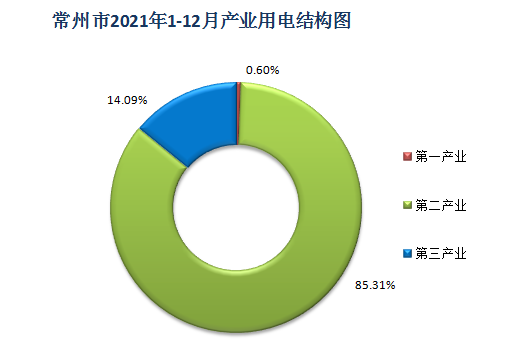 常州市2021年1-12月产业用电结构图
0.60%
14.09%
第一产业
第二产业
第三产业
85.31%